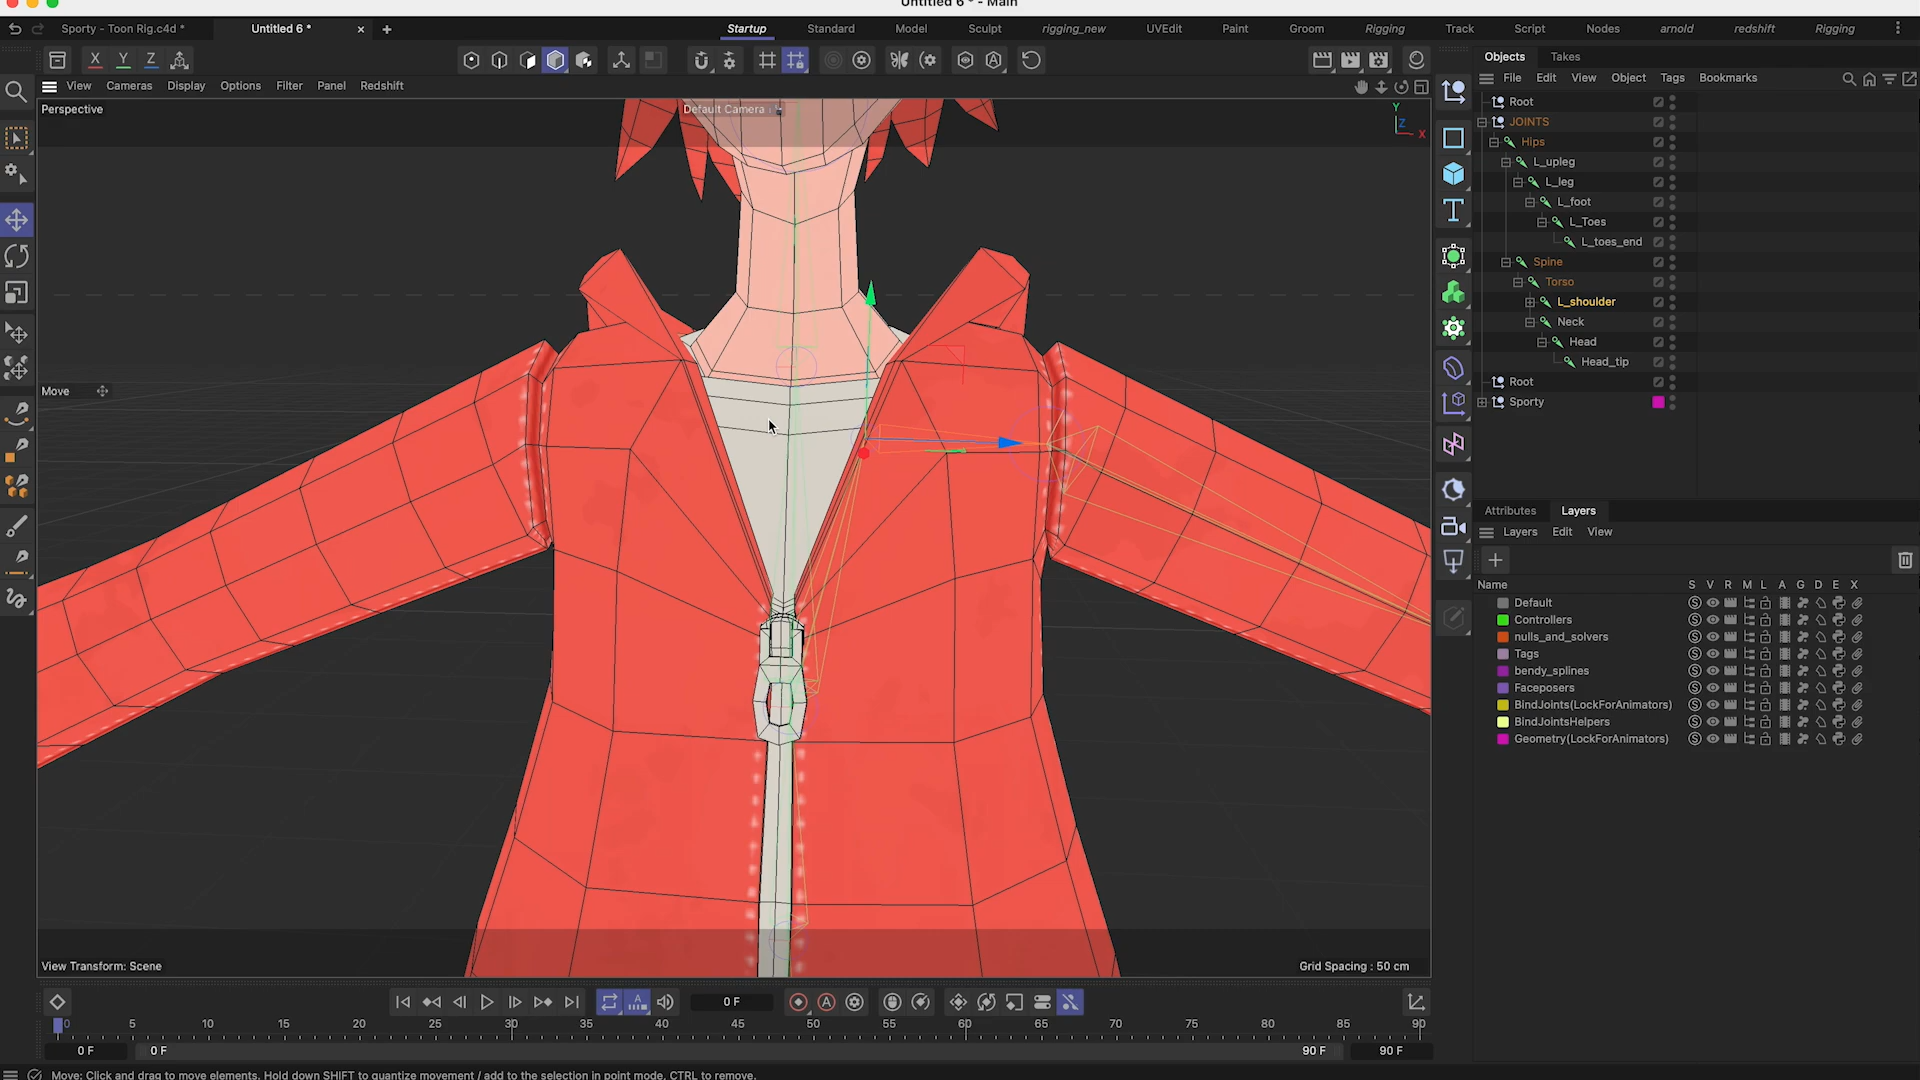 Untitled 6 * - Main
Sporty - Toon Rig.c4d *
Untitled 6 *
Startup
Standard
Model
Sculpt
rigging_new
UVEdit
Paint
Groom
Rigging
Track
Script
Nodes
arnold
redshift
Rigging
X Y Z
View Cameras Display Options Filter Panel Redshift
Perspective
Default Camera
Y
Z
X
Move
View Transform: Scene
Grid Spacing : 50 cm
Objects Takes
File Edit View Object Tags Bookmarks
Root
JOINTS
Hips
L_upleg
L_leg
L_foot
L_Toes
L_toes_end
Spine
Torso
L_shoulder
Neck
Head
Head_tip
Root
Sporty
Attributes Layers
Layers Edit View
Name S V R M L A G D E X
Default
Controllers
nulls_and_solvers
Tags
bendy_splines
Faceposers
BindJoints(LockForAnimators)
BindJointsHelpers
Geometry(LockForAnimators)
0 F
0 5 10 15 20 25 30 35 40 45 50 55 60 65 70 75 80 85 90
0 F 0 F 90 F 90 F
Move: Click and drag to move elements. Hold down SHIFT to quantize movement / add to the selection in point mode, CTRL to remove.